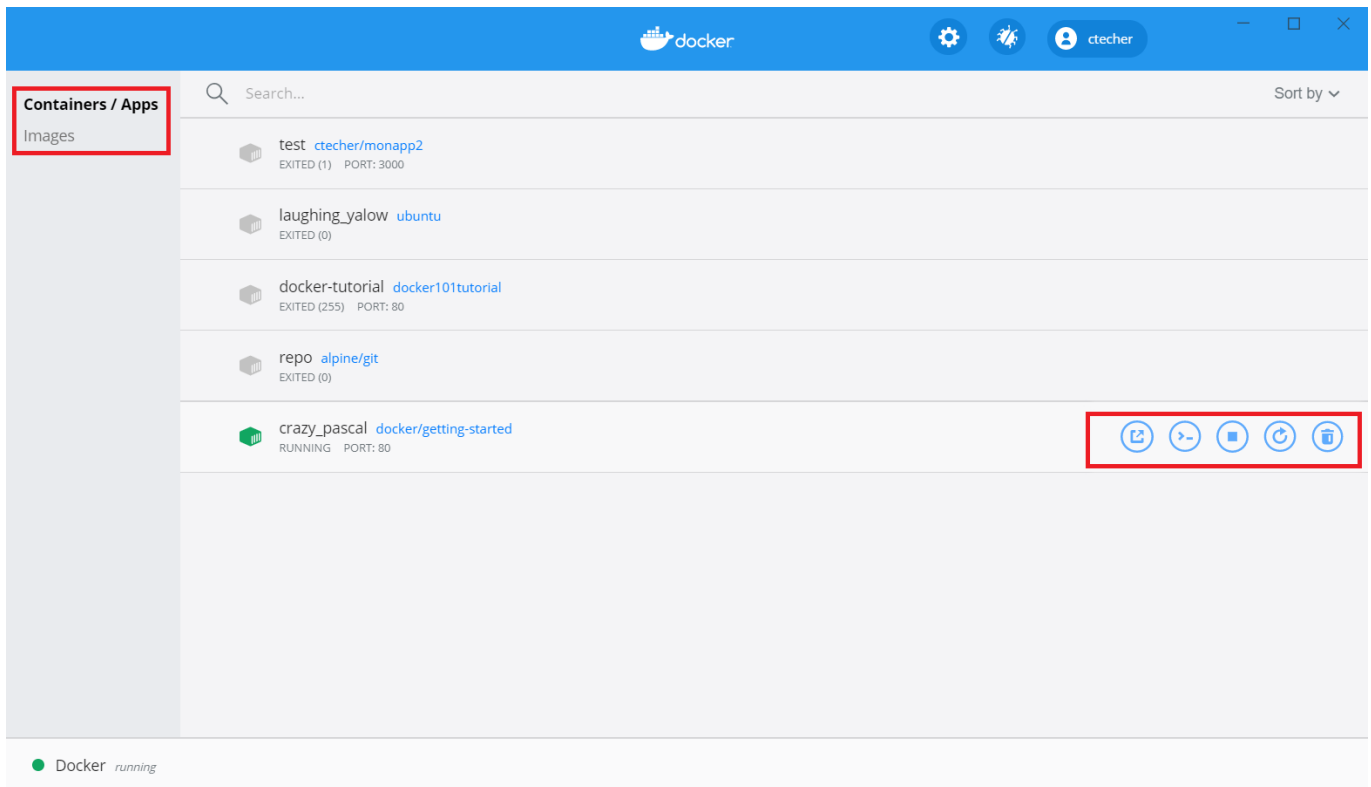 docker
ctecher
Containers / Apps
Images
Search...
Sort by
test ctecher/monapp2
EXITED (1) PORT: 3000
laughing_yalow ubuntu
EXITED (0)
docker-tutorial docker101tutorial
EXITED (255) PORT: 80
repo alpine/git
EXITED (0)
crazy_pascal docker/getting-started
RUNNING PORT: 80
Docker running